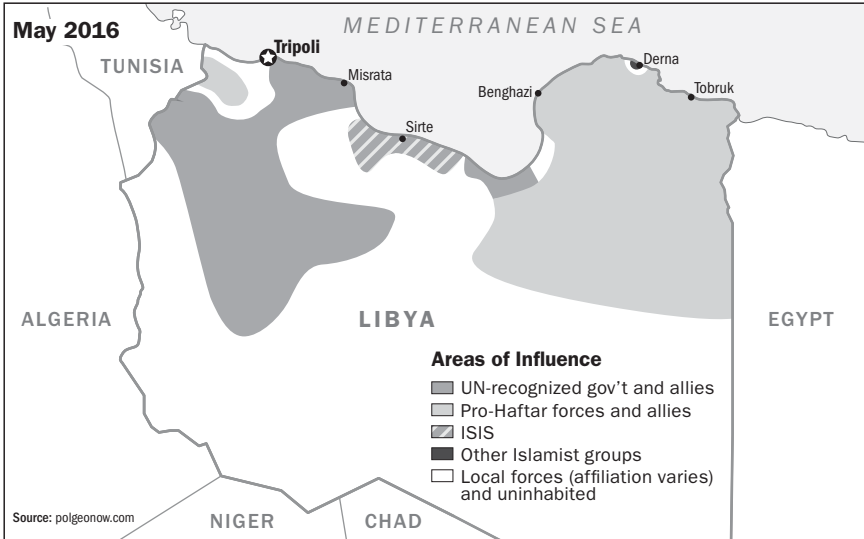 May 2016
MEDITERRANEAN SEA
TUNISIA
Tripoli
Misrata
Sirte
Benghazi
Derna
Tobruk
ALGERIA
LIBYA
EGYPT
Areas of Influence
UN-recognized gov't and allies
Pro-Haftar forces and allies
ISIS
Other Islamist groups
Local forces (affiliation varies)
and uninhabited
Source: polgeonow.com
NIGER
CHAD